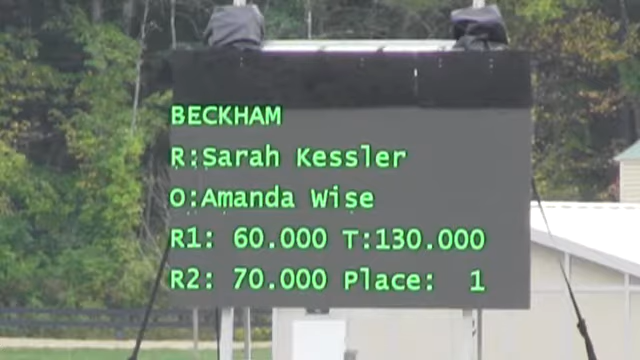 BECKHAM
R:Sarah Kessler
O:Amanda Wise
R1: 60.000 T:130.000
R2: 70.000 Place: 1